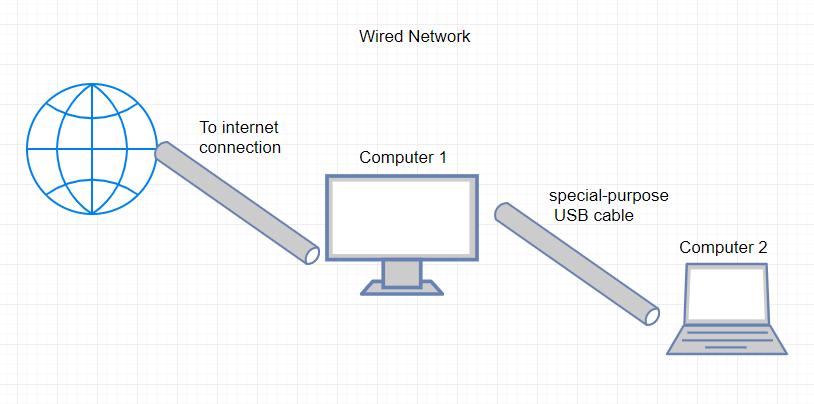 Wired Network
To internet
connection
Computer 1
special-purpose
USB cable
Computer 2